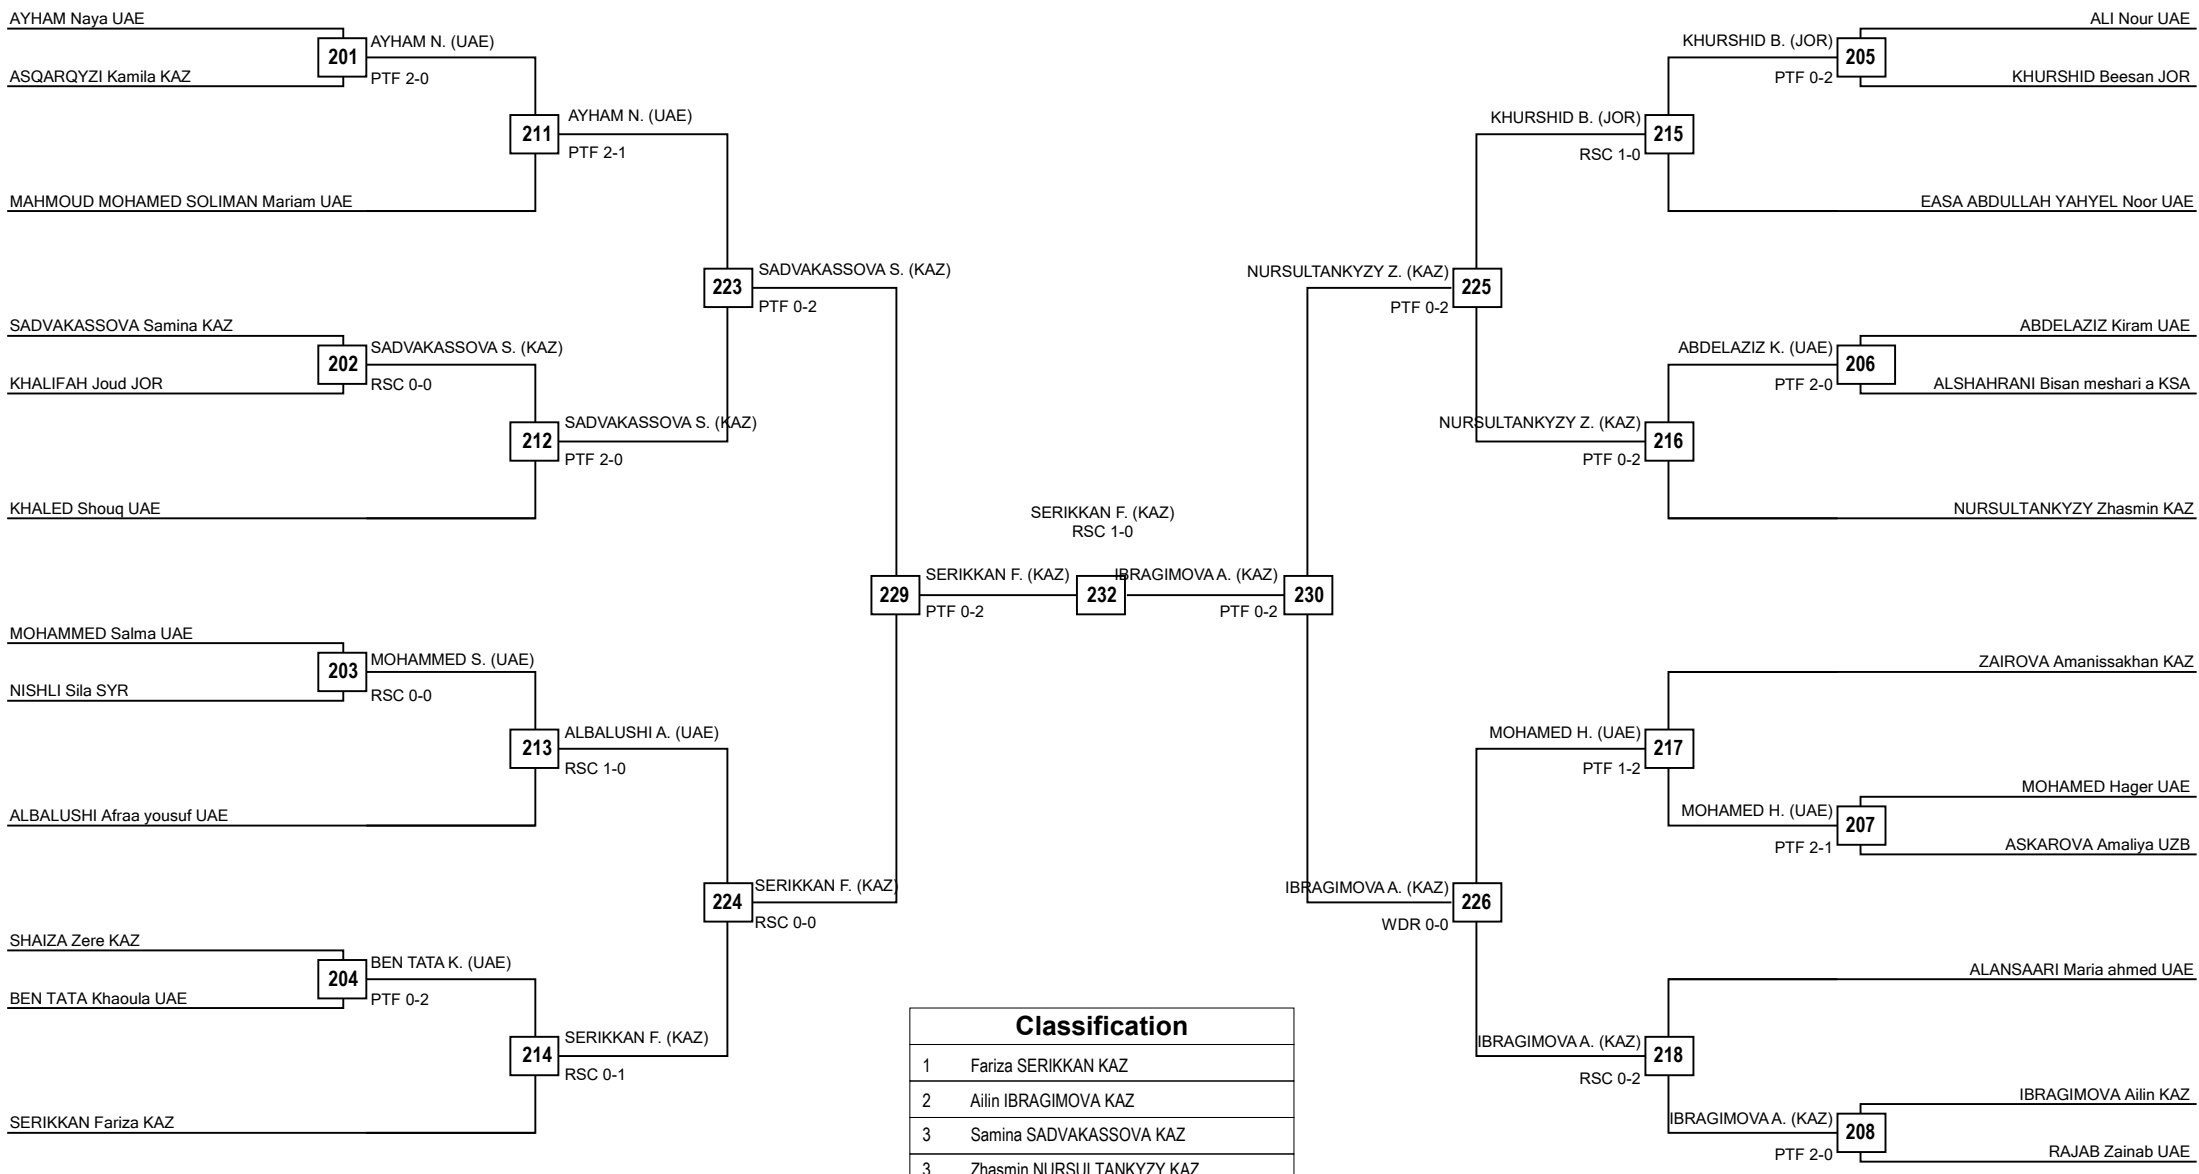 AYHAM Naya UAE
201
AYHAM N. (UAE)
ASQARQYZI Kamila KAZ
PTF 2-0
211
AYHAM N. (UAE)
PTF 2-1
MAHMOUD MOHAMED SOLIMAN Mariam UAE
223
SADVAKASSOVA S. (KAZ)
PTF 0-2
SADVAKASSOVA Samina KAZ
202
SADVAKASSOVA S. (KAZ)
KHALIFAH Joud JOR
RSC 0-0
212
SADVAKASSOVA S. (KAZ)
PTF 2-0
KHALED Shouq UAE
229
SERIKKAN F. (KAZ)
PTF 0-2
MOHAMMED Salma UAE
203
MOHAMMED S. (UAE)
NISHLI Sila SYR
RSC 0-0
213
ALBALUSHI A. (UAE)
RSC 1-0
ALBALUSHI Afraa yousuf UAE
224
SERIKKAN F. (KAZ)
RSC 0-0
SHAIZA Zere KAZ
204
BEN TATA K. (UAE)
BEN TATA Khaoula UAE
PTF 0-2
214
SERIKKAN F. (KAZ)
RSC 0-1
SERIKKAN Fariza KAZ
SERIKKAN F. (KAZ)
RSC 1-0
232
ALI Nour UAE
KHURSHID B. (JOR)
205
PTF 0-2
KHURSHID Beesan JOR
KHURSHID B. (JOR)
215
RSC 1-0
EASA ABDULLAH YAHYEL Noor UAE
NURSULTANKYZY Z. (KAZ)
225
PTF 0-2
ABDELAZIZ Kiram UAE
ABDELAZIZ K. (UAE)
206
PTF 2-0
ALSHAHRANI Bisan meshari a KSA
NURSULTANKYZY Z. (KAZ)
216
PTF 0-2
NURSULTANKYZY Zhasmin KAZ
IBRAGIMOVA A. (KAZ)
230
PTF 0-2
ZAIROVA Amanissakhan KAZ
MOHAMED H. (UAE)
217
PTF 1-2
MOHAMED Hager UAE
MOHAMED H. (UAE)
207
PTF 2-1
ASKAROVA Amaliya UZB
IBRAGIMOVA A. (KAZ)
226
WDR 0-0
ALANSAARI Maria ahmed UAE
IBRAGIMOVA A. (KAZ)
218
RSC 0-2
IBRAGIMOVA Ailin KAZ
IBRAGIMOVA A. (KAZ)
208
PTF 2-0
RAJAB Zainab UAE
Classification
1 Fariza SERIKKAN KAZ
2 Ailin IBRAGIMOVA KAZ
3 Samina SADVAKASSOVA KAZ
3 Zhasmin NURSULTANKYZY KAZ